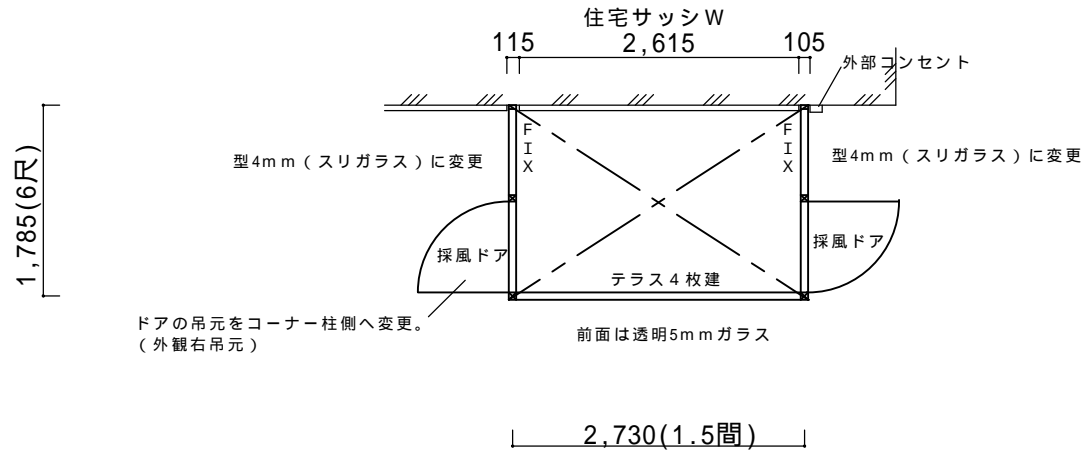 住宅サッシW
115
2,615
105
外部コンセント
FIX
FIX
型4mm(スリガラス)に変更
型4mm(スリガラス)に変更
1,785(6尺)
採風ドア
採風ドア
テラス4枚建
ドアの吊元をコーナー柱側へ変更。
(外観右吊元)
前面は透明5mmガラス
2,730(1.5間)